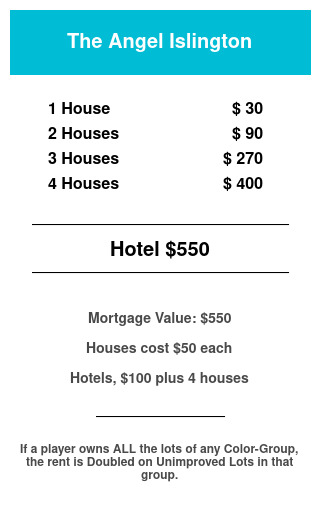 The Angel Islington
1 House $ 30
2 Houses $ 90
3 Houses $ 270
4 Houses $ 400
Hotel $550
Mortgage Value: $550
Houses cost $50 each
Hotels, $100 plus 4 houses
If a player owns ALL the lots of any Color-Group,
the rent is Doubled on Unimproved Lots in that
group.